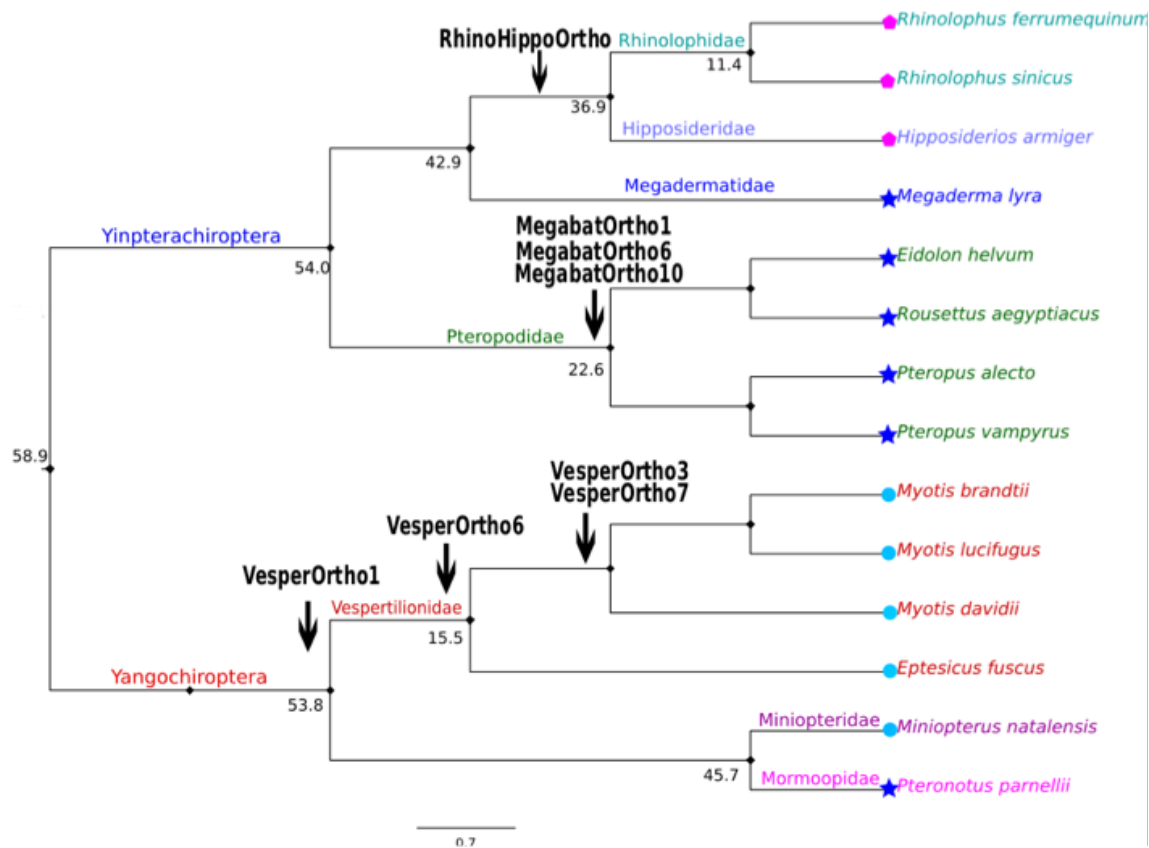 Rhinolophus ferrumequinum
RhinoHippoOrtho
Rhinolophidae
11.4
Rhinolophus sinicus
36.9
Hipposideridae
Hipposiderios armiger
42.9
Megadermatidae
Megaderma lyra
MegabatOrtho1
MegabatOrtho6
MegabatOrtho10
Yinpterachiroptera
54.0
Eidolon helvum
Rousettus aegyptiacus
Pteropodidae
22.6
Pteropus alecto
Pteropus vampyrus
58.9
VesperOrtho3
VesperOrtho7
Myotis brandtii
VesperOrtho6
Myotis lucifugus
VesperOrtho1
Vespertilionidae
15.5
Myotis davidii
Eptesicus fuscus
Yangochiroptera
53.8
Miniopteridae
Miniopterus natalensis
45.7
Mormoopidae
Pteronotus parnellii
0.7